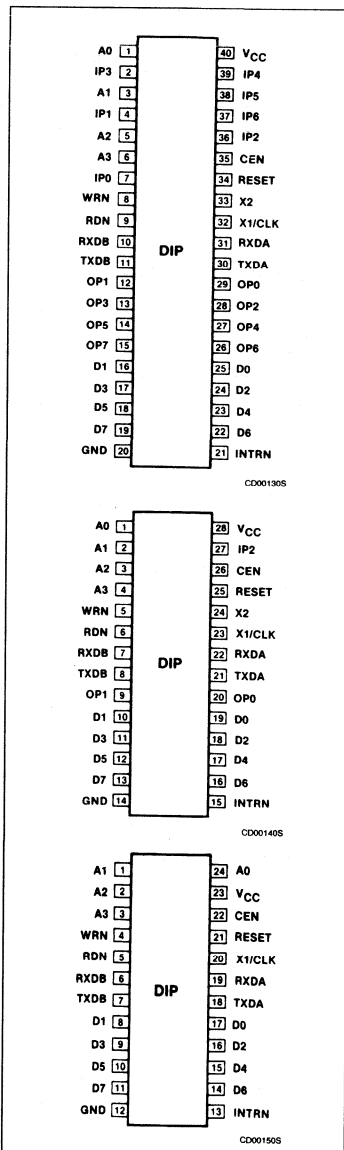 A0 1 40 VCC
IP3 2 39 IP4
A1 3 38 IP5
IP1 4 37 IP6
A2 5 36 IP2
A3 6 35 CEN
IP0 7 34 RESET
WRN 8 33 X2
RDN 9 32 X1/CLK
RXDB 10 31 RXDA
TXDB 11 DIP 30 TXDA
OP1 12 29 OP0
OP3 13 28 OP2
OP5 14 27 OP4
OP7 15 26 OP6
D1 16 25 D0
D3 17 24 D2
D5 18 23 D4
D7 19 22 D6
GND 20 21 INTRN
CD00130S
A0 1 28 VCC
A1 2 27 IP2
A2 3 26 CEN
A3 4 25 RESET
WRN 5 24 X2
RDN 6 23 X1/CLK
RXDB 7 DIP 22 RXDA
TXDB 8 21 TXDA
OP1 9 20 OP0
D1 10 19 D0
D3 11 18 D2
D5 12 17 D4
D7 13 16 D6
GND 14 15 INTRN
CD00140S
A1 1 24 A0
A2 2 23 VCC
A3 3 22 CEN
WRN 4 21 RESET
RDN 5 20 X1/CLK
RXDB 6 DIP 19 RXDA
TXDB 7 18 TXDA
D1 8 17 D0
D3 9 16 D2
D5 10 15 D4
D7 11 14 D6
GND 12 13 INTRN
CD00150S